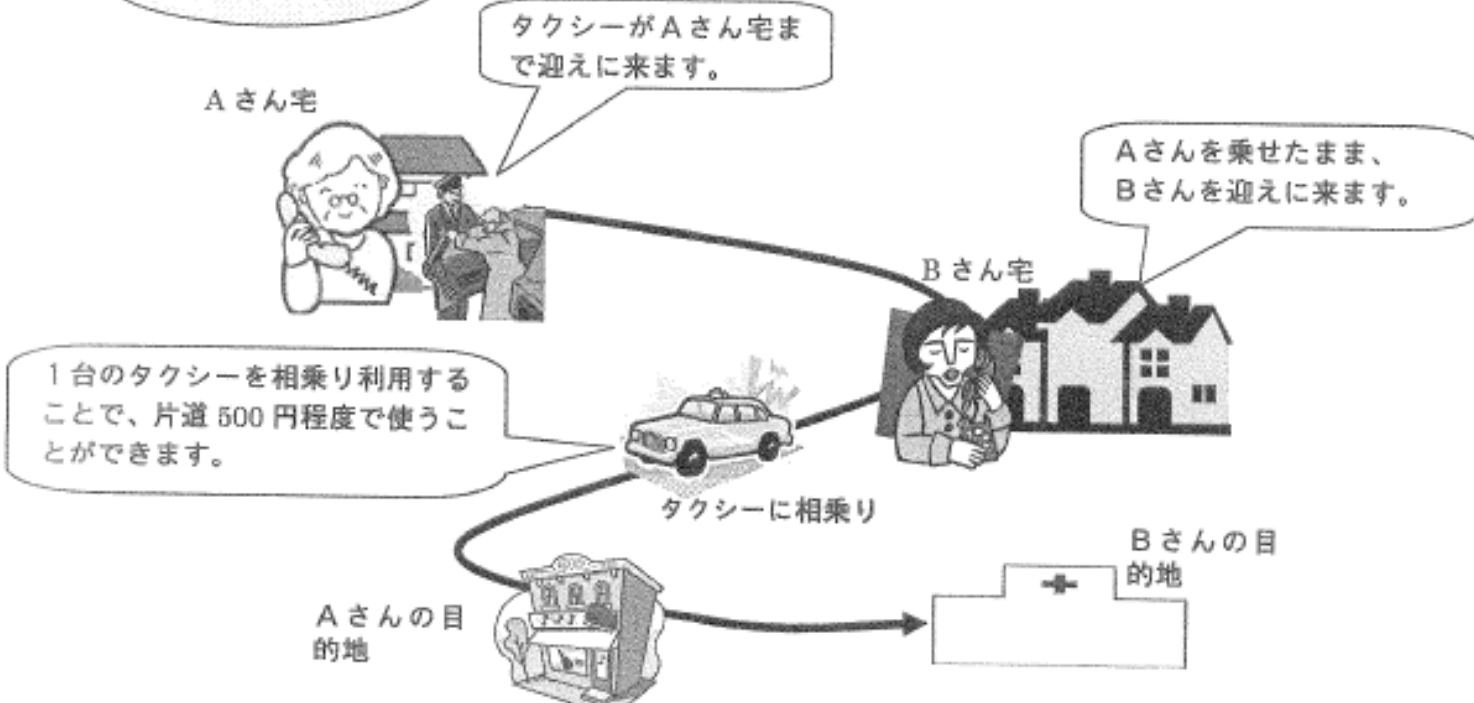 タクシーがAさん宅ま
で迎えに来ます。
Aさん宅
Aさんを乗せたまま、
Bさんを迎えに来ます。
Bさん宅
1台のタクシーを相乗り利用する
ことで、片道500円程度で使うこ
とができます。
タクシーに相乗り
Bさんの目
的地
Aさんの目
的地